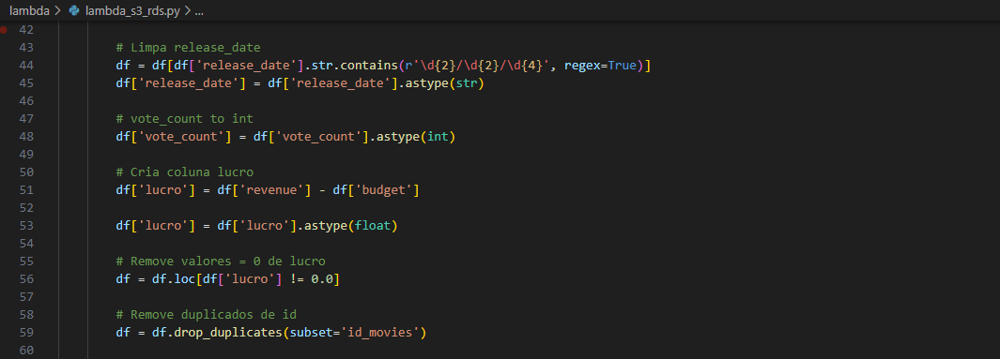 lambda > lambda_s3_rds.py > ...
42
43 # Limpa release_date
44 df = df[df['release_date'].str.contains(r'\d{2}/\d{2}/\d{4}', regex=True)]
45 df['release_date'] = df['release_date'].astype(str)
46
47 # vote_count to int
48 df['vote_count'] = df['vote_count'].astype(int)
49
50 # Cria coluna lucro
51 df['lucro'] = df['revenue'] - df['budget']
52
53 df['lucro'] = df['lucro'].astype(float)
54
55 # Remove valores = 0 de lucro
56 df = df.loc[df['lucro'] != 0.0]
57
58 # Remove duplicados de id
59 df = df.drop_duplicates(subset='id_movies')
60